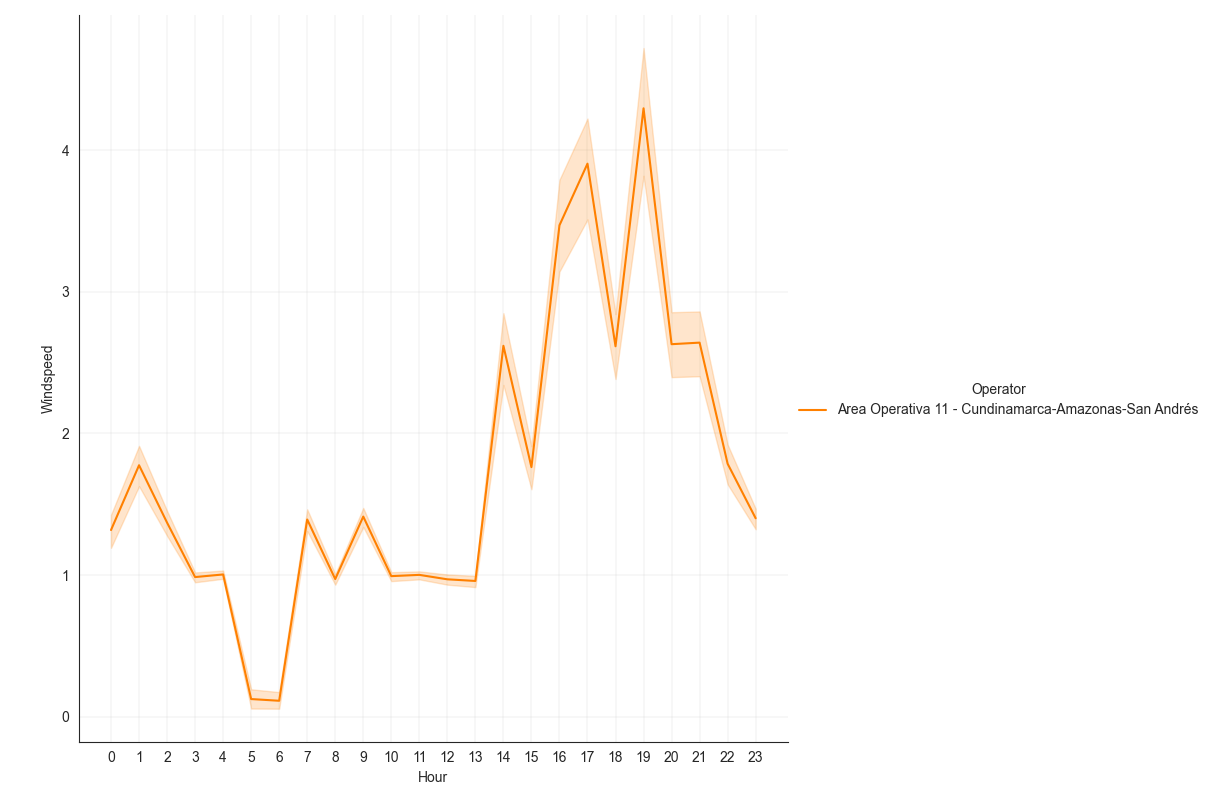 4
3
2
1
0
Windspeed
0 1 2 3 4 5 6 7 8 9 10 11 12 13 14 15 16 17 18 19 20 21 22 23
Hour
Operator
Area Operativa 11 - Cundinamarca-Amazonas-San Andrés